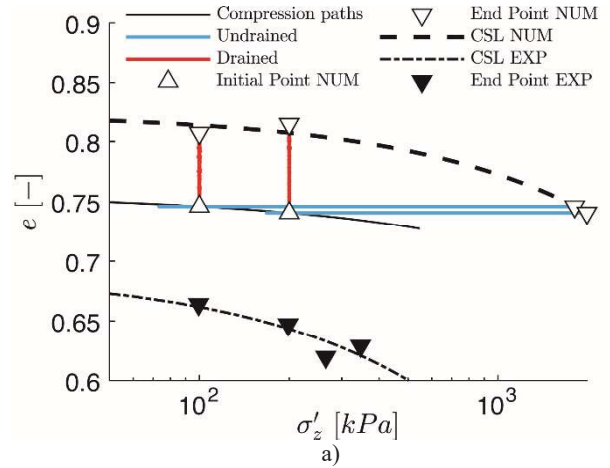 Compression paths
Undrained
Drained
Initial Point NUM
End Point NUM
CSL NUM
CSL EXP
End Point EXP
0.9
0.85
0.8
0.75
0.7
0.65
0.6
e [−]
10²
10³
σ′z [kPa]
a)